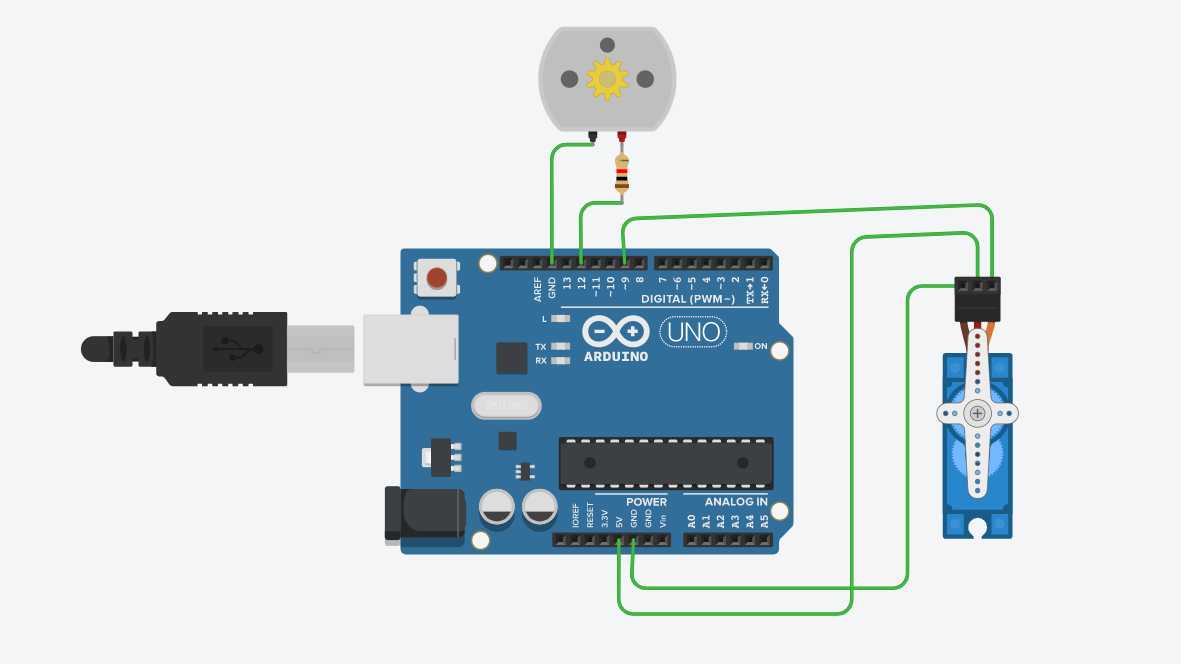 AREF
GND
13
12
~11
~10
~9
8
7
~6
~5
4
~3
2
TX→1
RX←0
DIGITAL (PWM~)
L
TX
RX
ARDUINO
UNO
ON
POWER
ANALOG IN
IOREF
RESET
3.3V
5V
GND
GND
Vin
A0
A1
A2
A3
A4
A5